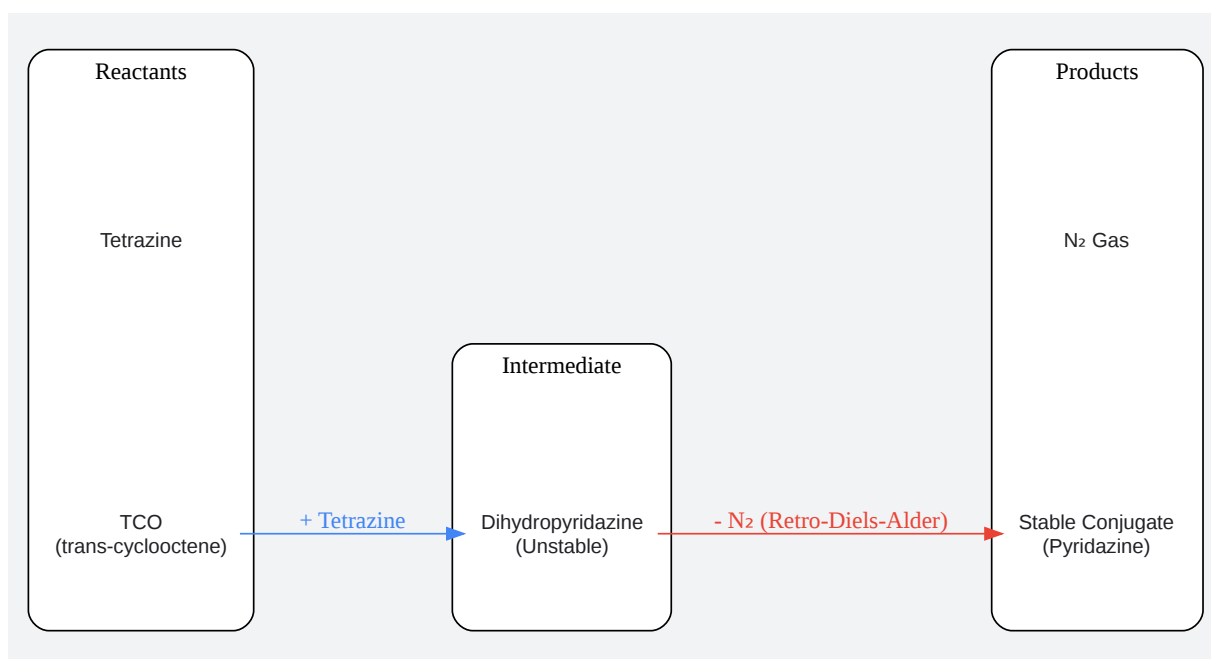 Reactants
Tetrazine
TCO
(trans-cyclooctene)
+ Tetrazine
Intermediate
Dihydropyridazine
(Unstable)
- N₂ (Retro-Diels-Alder)
Products
N₂ Gas
Stable Conjugate
(Pyridazine)